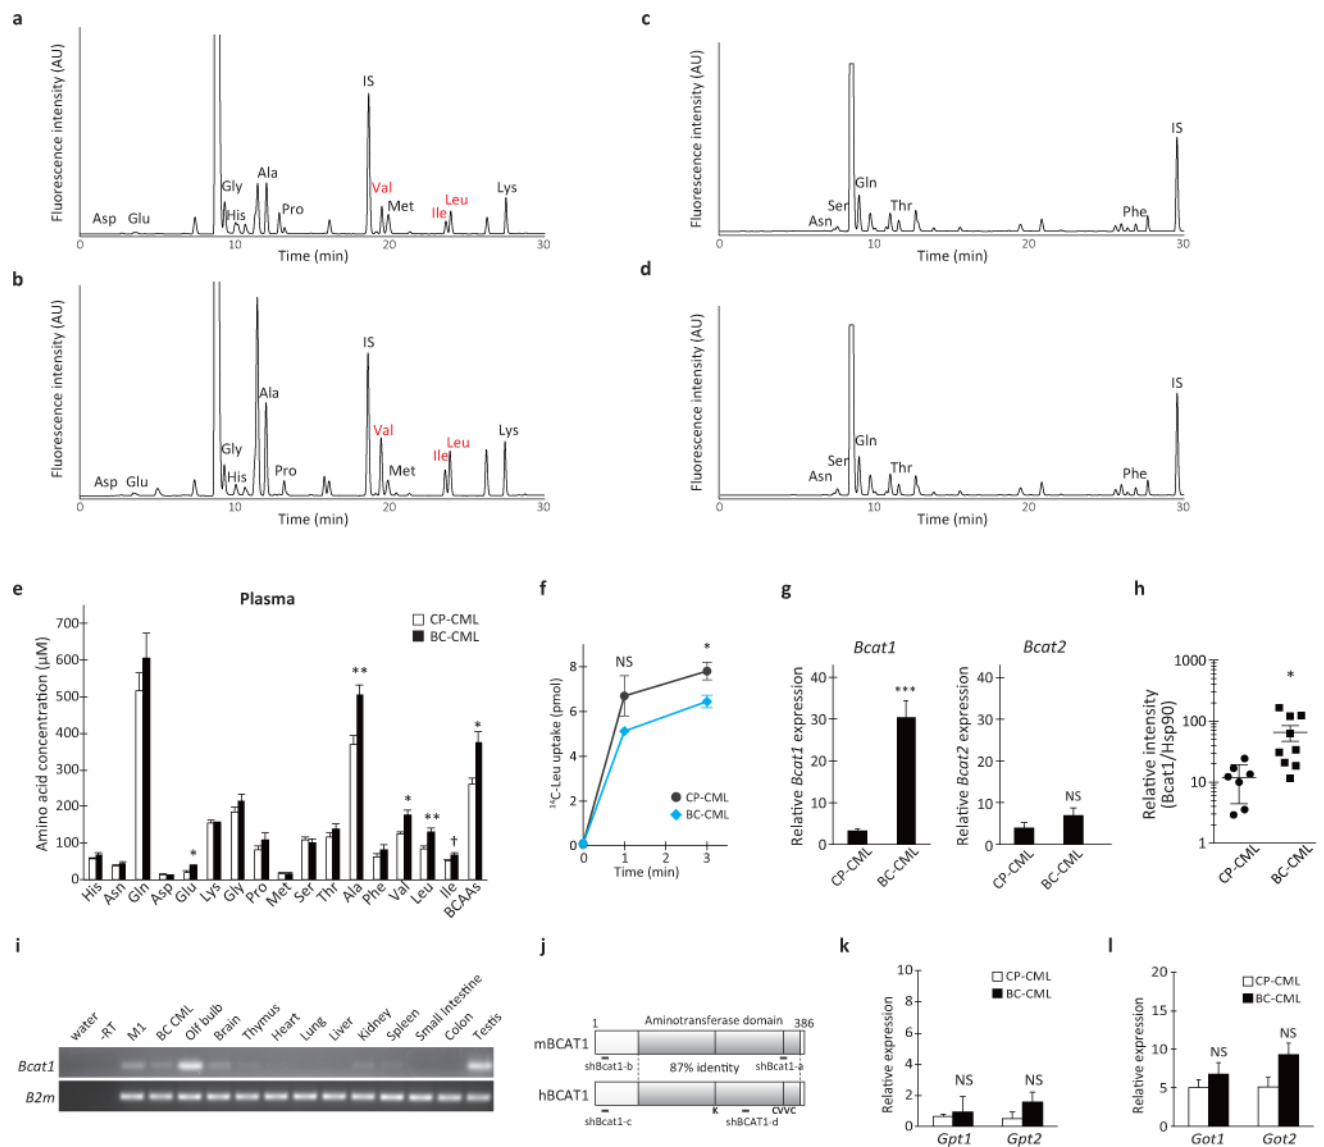 a
Fluorescence intensity (AU)
Asp
Glu
Gly
His
Ala
Pro
IS
Val
Met
Ile
Leu
Lys
0
10
20
30
Time (min)
c
Fluorescence intensity (AU)
Asn
Ser
Gln
Thr
Phe
IS
0
10
20
30
Time (min)
b
Fluorescence intensity (AU)
Asp
Glu
Gly
His
Ala
Pro
IS
Val
Met
Ile
Leu
Lys
0
10
20
30
Time (min)
d
Fluorescence intensity (AU)
Asn
Ser
Gln
Thr
Phe
IS
0
10
20
30
Time (min)
e
Plasma
CP-CML
BC-CML
Amino acid concentration (µM)
700
600
500
400
300
200
100
0
*
**
*
**
†
*
His
Asn
Gln
Asp
Glu
Lys
Gly
Pro
Met
Ser
Thr
Ala
Phe
Val
Leu
Ile
BCAAs
f
¹⁴C-Leu uptake (pmol)
8
6
4
2
0
NS
*
CP-CML
BC-CML
0
1
2
3
Time (min)
g
Bcat1
Relative Bcat1 expression
40
30
20
10
0
***
CP-CML
BC-CML
Bcat2
Relative Bcat2 expression
40
30
20
10
0
NS
CP-CML
BC-CML
h
Relative intensity
(Bcat1/Hsp90)
1000
100
10
1
*
CP-CML
BC-CML
i
water
-RT
M1
BC CML
Olf bulb
Brain
Thymus
Heart
Lung
Liver
Kidney
Spleen
Small Intestine
Colon
Testis
Bcat1
B2m
j
1
Aminotransferase domain
386
mBCAT1
shBcat1-b
87% identity
shBcat1-a
hBCAT1
K
CVVC
shBcat1-c
shBCAT1-d
k
Relative expression
10
8
6
4
2
0
CP-CML
BC-CML
NS
NS
Gpt1
Gpt2
l
Relative expression
20
15
10
5
0
CP-CML
BC-CML
NS
NS
Got1
Got2